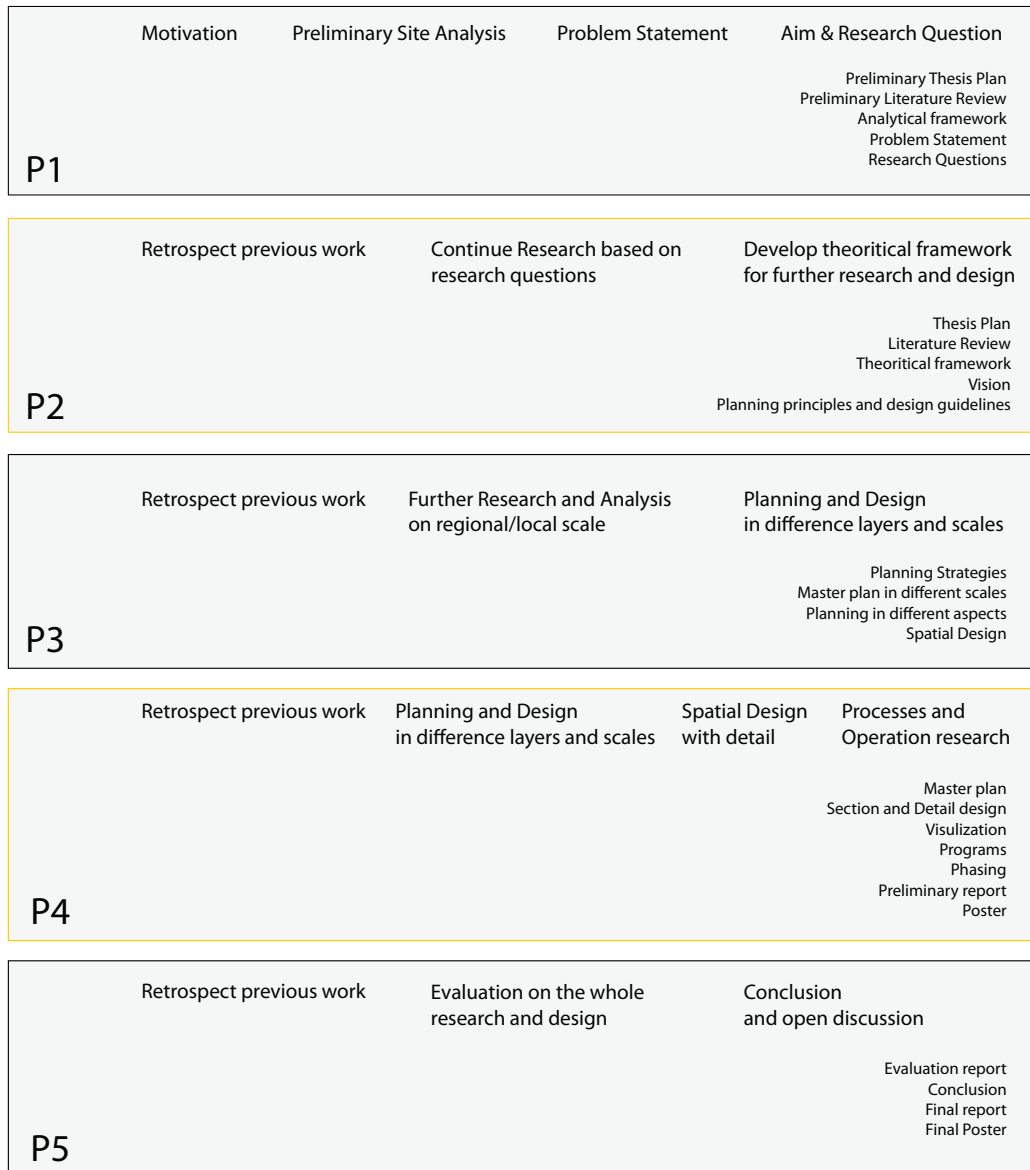 Motivation Preliminary Site Analysis Problem Statement Aim & Research Question
Preliminary Thesis Plan
Preliminary Literature Review
Analytical framework
Problem Statement
Research Questions
P1
Retrospect previous work Continue Research based on Develop theoritical framework
research questions for further research and design
Thesis Plan
Literature Review
Theoritical framework
Vision
Planning principles and design guidelines
P2
Retrospect previous work Further Research and Analysis Planning and Design
on regional/local scale in difference layers and scales
Planning Strategies
Master plan in different scales
Planning in different aspects
Spatial Design
P3
Retrospect previous work Planning and Design Spatial Design Processes and
in difference layers and scales with detail Operation research
Master plan
Section and Detail design
Visulization
Programs
Phasing
Preliminary report
Poster
P4
Retrospect previous work Evaluation on the whole Conclusion
research and design and open discussion
Evaluation report
Conclusion
Final report
Final Poster
P5